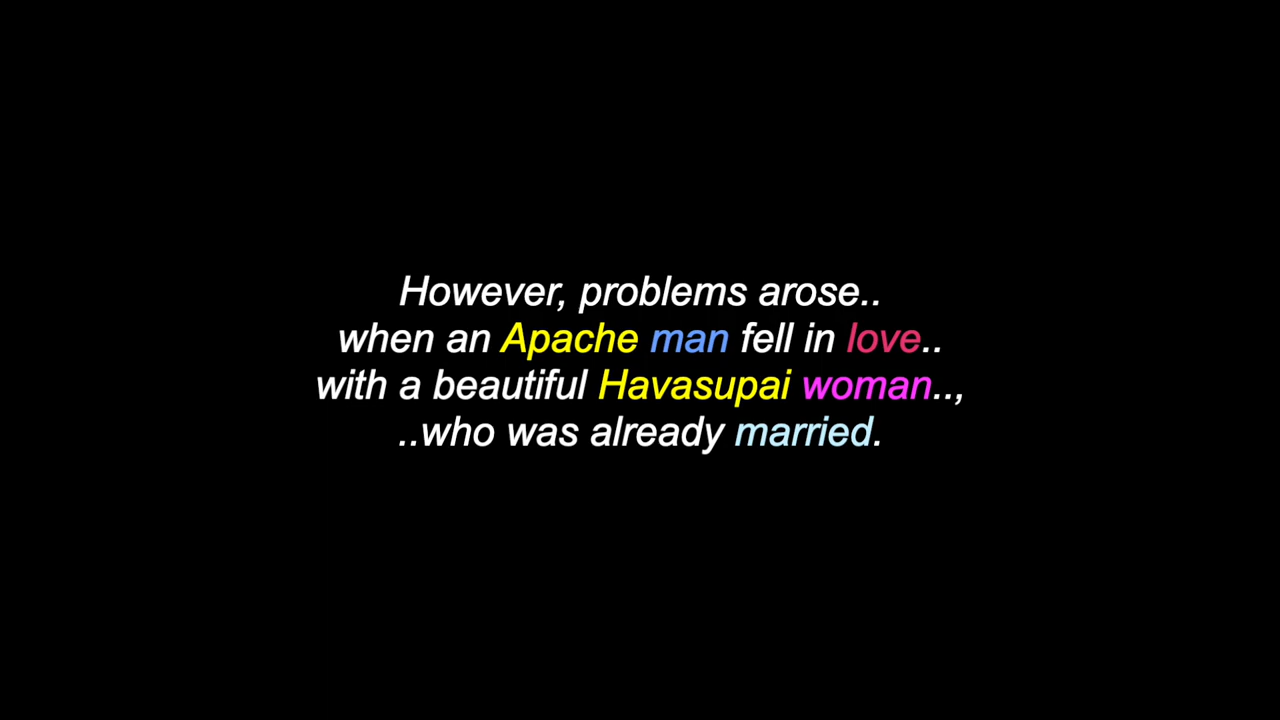 However, problems arose..
when an Apache man fell in love..
with a beautiful Havasupai woman..,
..who was already married.